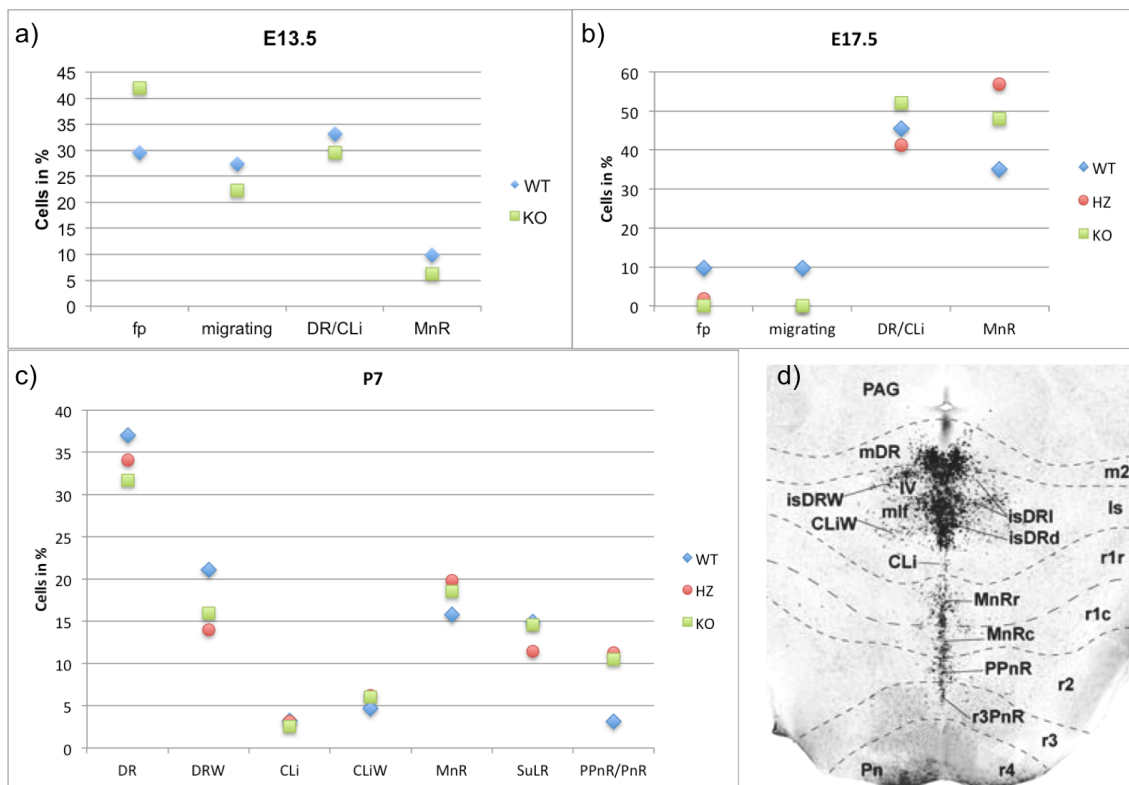 a)
E13.5
Cells in %
45
40
35
30
25
20
15
10
5
0
fp migrating DR/CLi MnR
WT
KO
b)
E17.5
Cells in %
60
50
40
30
20
10
0
fp migrating DR/CLi MnR
WT
HZ
KO
c)
P7
Cells in %
40
35
30
25
20
15
10
5
0
DR DRW CLi CLiW MnR SuLR PPnR/PnR
WT
HZ
KO
d)
PAG
mDR
m2
isDRW
IV
Is
mlf
isDRl
CLiW
isDRd
r1r
CLi
MnRr
r1c
MnRc
PPnR
r2
r3PnR
r3
Pn
r4